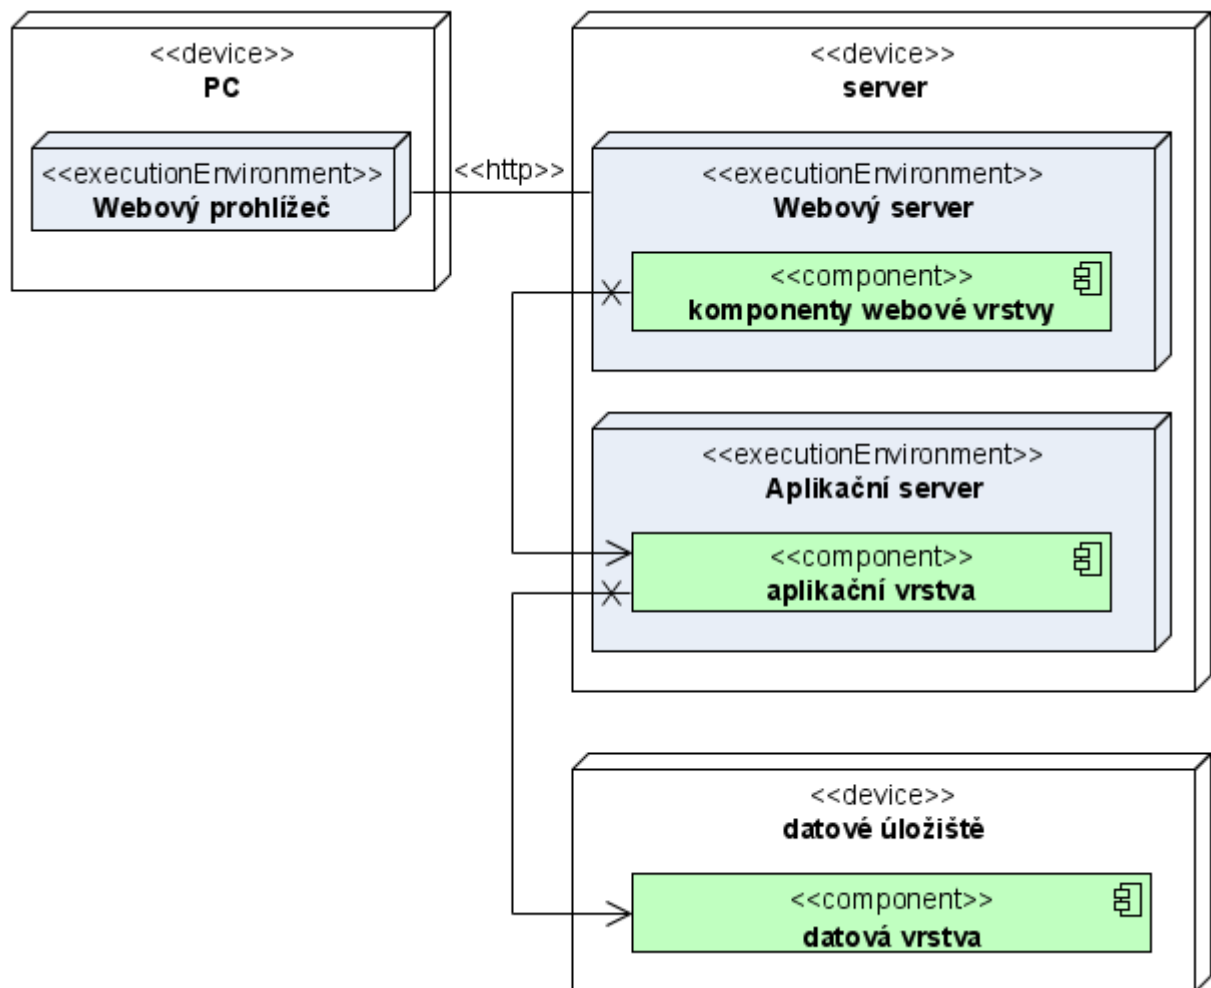 <<device>>
PC
<<executionEnvironment>>
Webový prohlížeč
<<http>>
<<device>>
server
<<executionEnvironment>>
Webový server
<<component>>
komponenty webové vrstvy
<<executionEnvironment>>
Aplikační server
<<component>>
aplikační vrstva
<<device>>
datové úložiště
<<component>>
datová vrstva